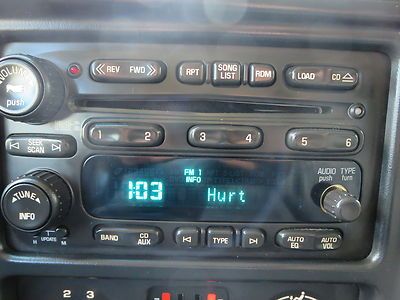 VOLUME
push
REV FWD
RPT
SONG LIST
RDM
1 LOAD CD
1 2
3 4
5 6
SEEK
SCAN
TUNE
INFO
UPDATE
H M
103
FM 1
INFO
Hurt
AUDIO TYPE
push turn
BAND
CD
AUX
TYPE
AUTO
EQ
AUTO
VOL
2 3